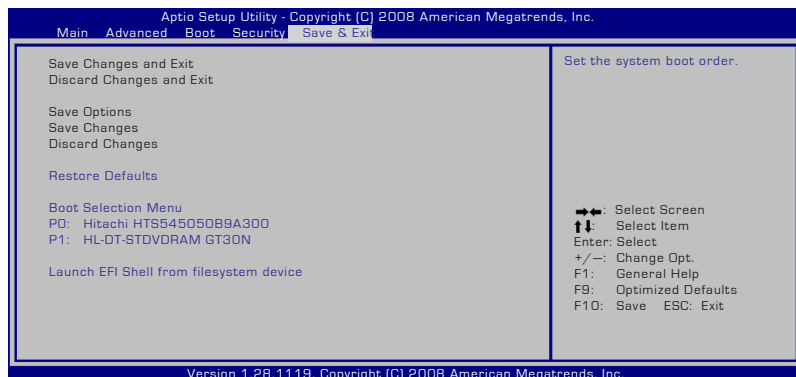 Aptio Setup Utility - Copyright (C) 2008 American Megatrends, Inc.
Main Advanced Boot Security Save & Exit
Save Changes and Exit
Discard Changes and Exit
Save Options
Save Changes
Discard Changes
Restore Defaults
Boot Selection Menu
P0: Hitachi HTS545050B9A300
P1: HL-DT-STDVDRAM GT30N
Launch EFI Shell from filesystem device
Set the system boot order.
→←: Select Screen
↑↓: Select Item
Enter: Select
+/—: Change Opt.
F1: General Help
F9: Optimized Defaults
F10: Save ESC: Exit
Version 1.28.1119. Copyright (C) 2008 American Megatrends, Inc.